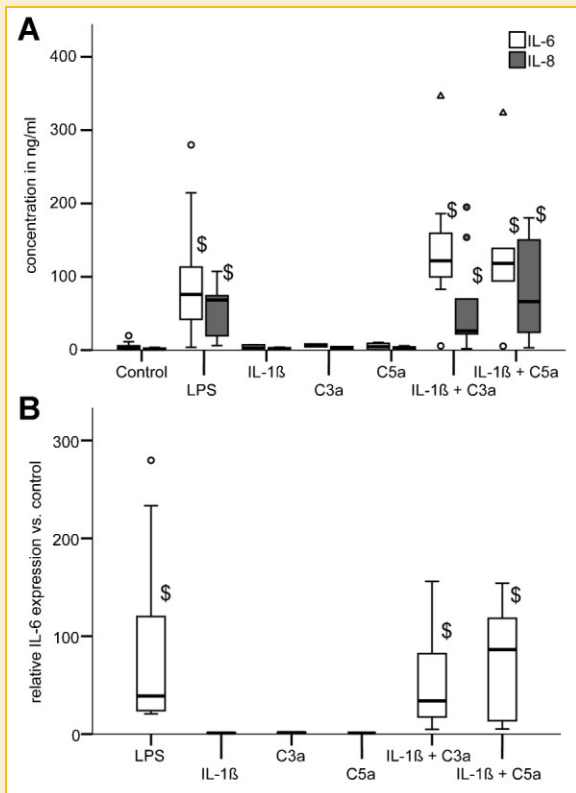 A
IL-6
IL-8
concentration in ng/ml
400
300
200
100
0
$
$
$
$
$
$
Control
IL-1ß
C5a
IL-1ß + C5a
LPS
C3a
IL-1ß + C3a
B
relative IL-6 expression vs. control
300
200
100
0
$
$
$
LPS
C3a
IL-1ß + C3a
IL-1ß
C5a
IL-1ß + C5a